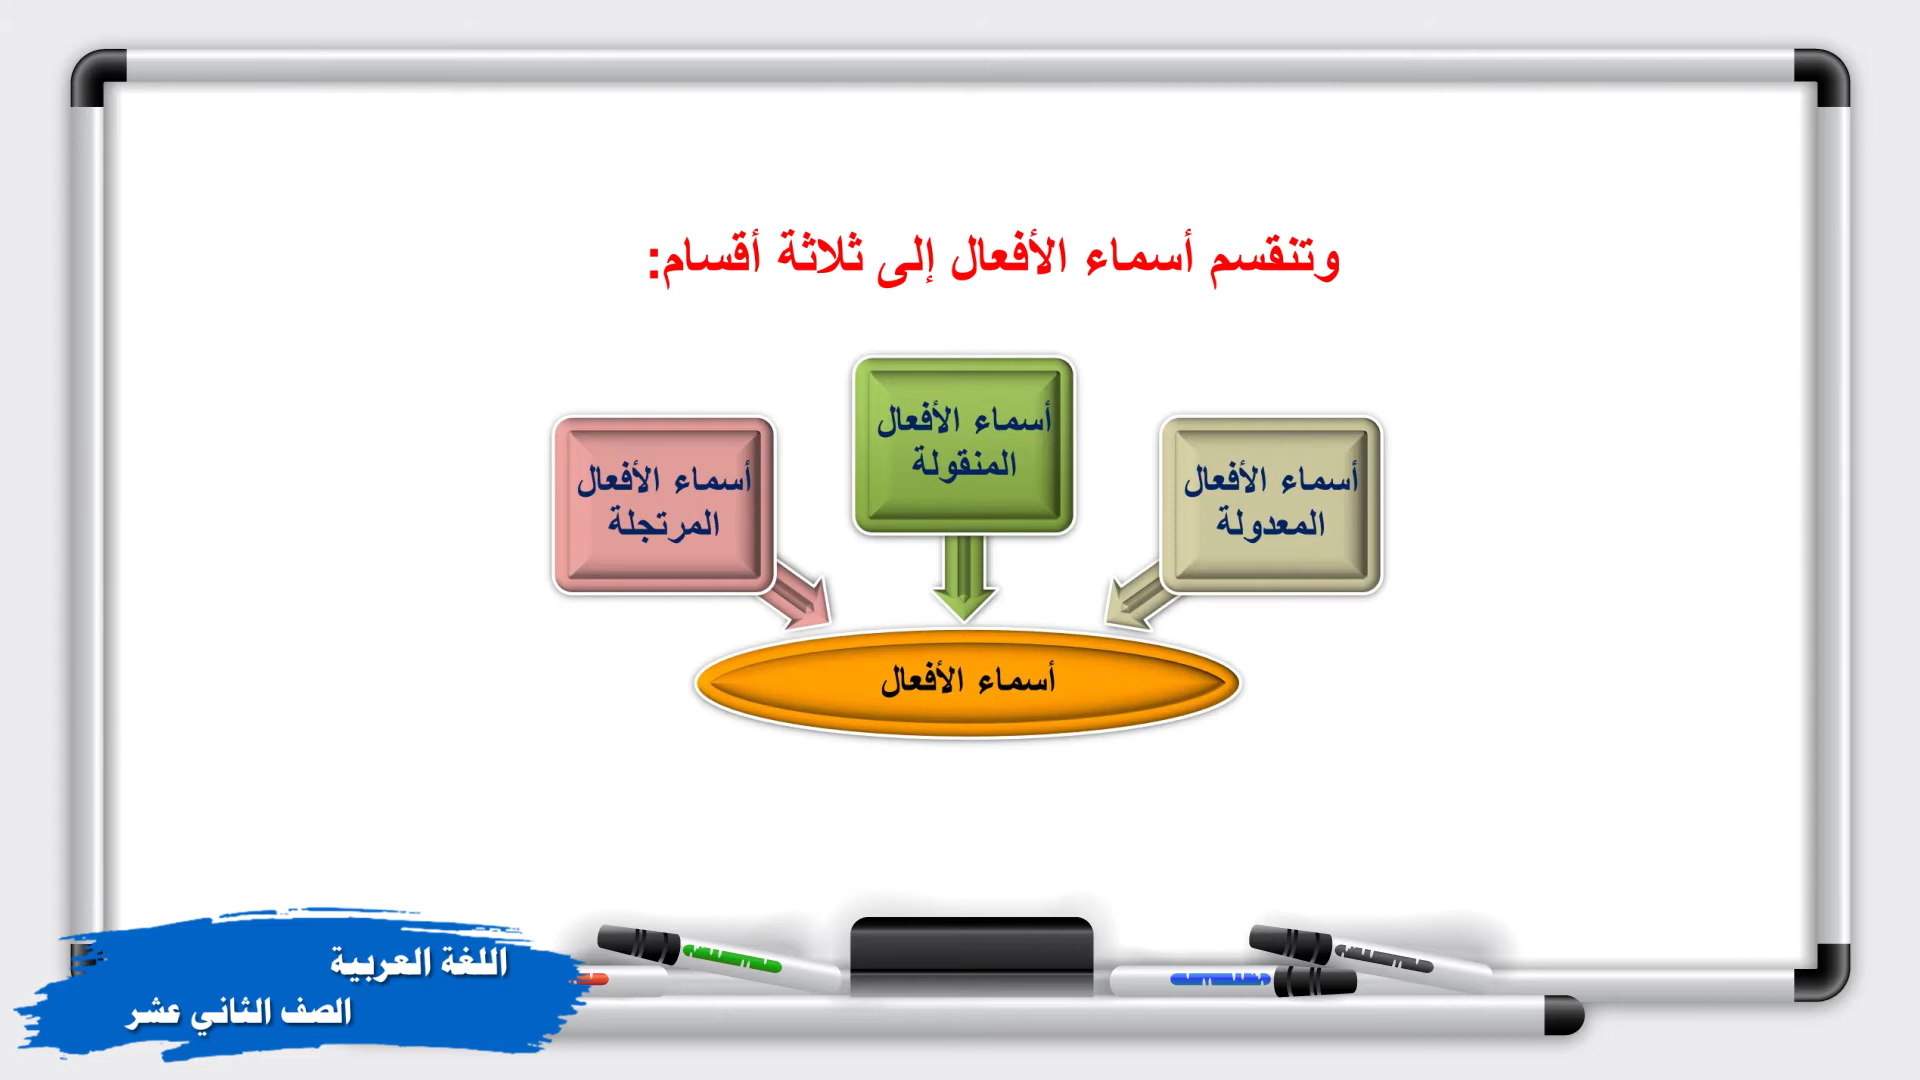 وتنقسم أسماء الأفعال إلى ثلاثة أقسام:
أسماء الأفعال
المعدولة
أسماء الأفعال
المنقولة
أسماء الأفعال
المرتجلة
أسماء الأفعال
اللغة العربية
الصف الثاني عشر